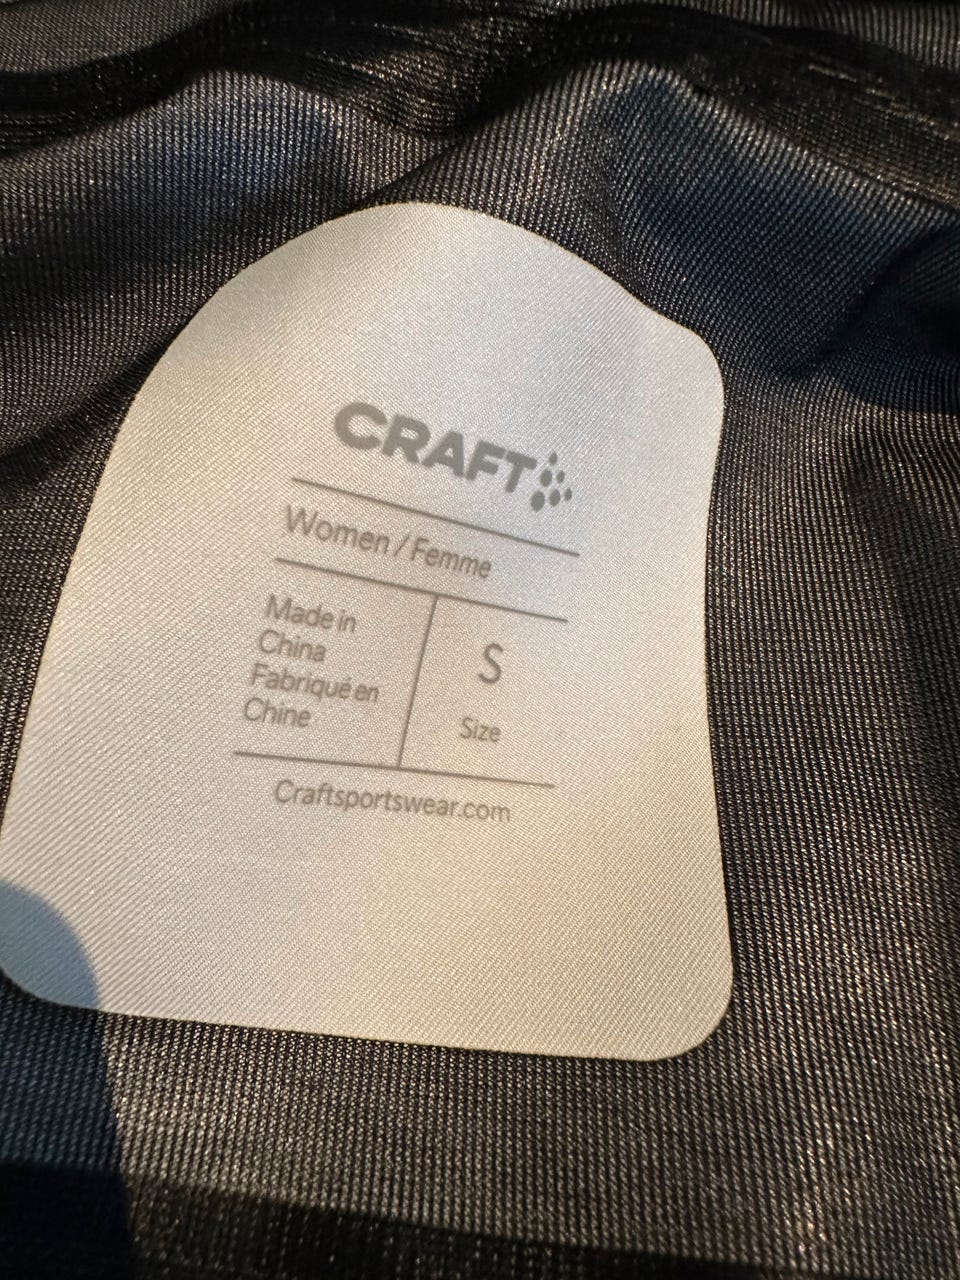 CRAFT
Women / Femme
Made in
China
Fabriqué en
Chine
S
Size
Craftsportswear.com